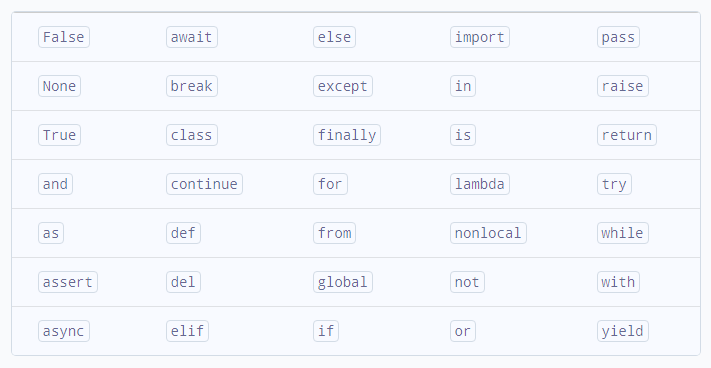 False await else import pass
None break except in raise
True class finally is return
and continue for lambda try
as def from nonlocal while
assert del global not with
async elif if or yield